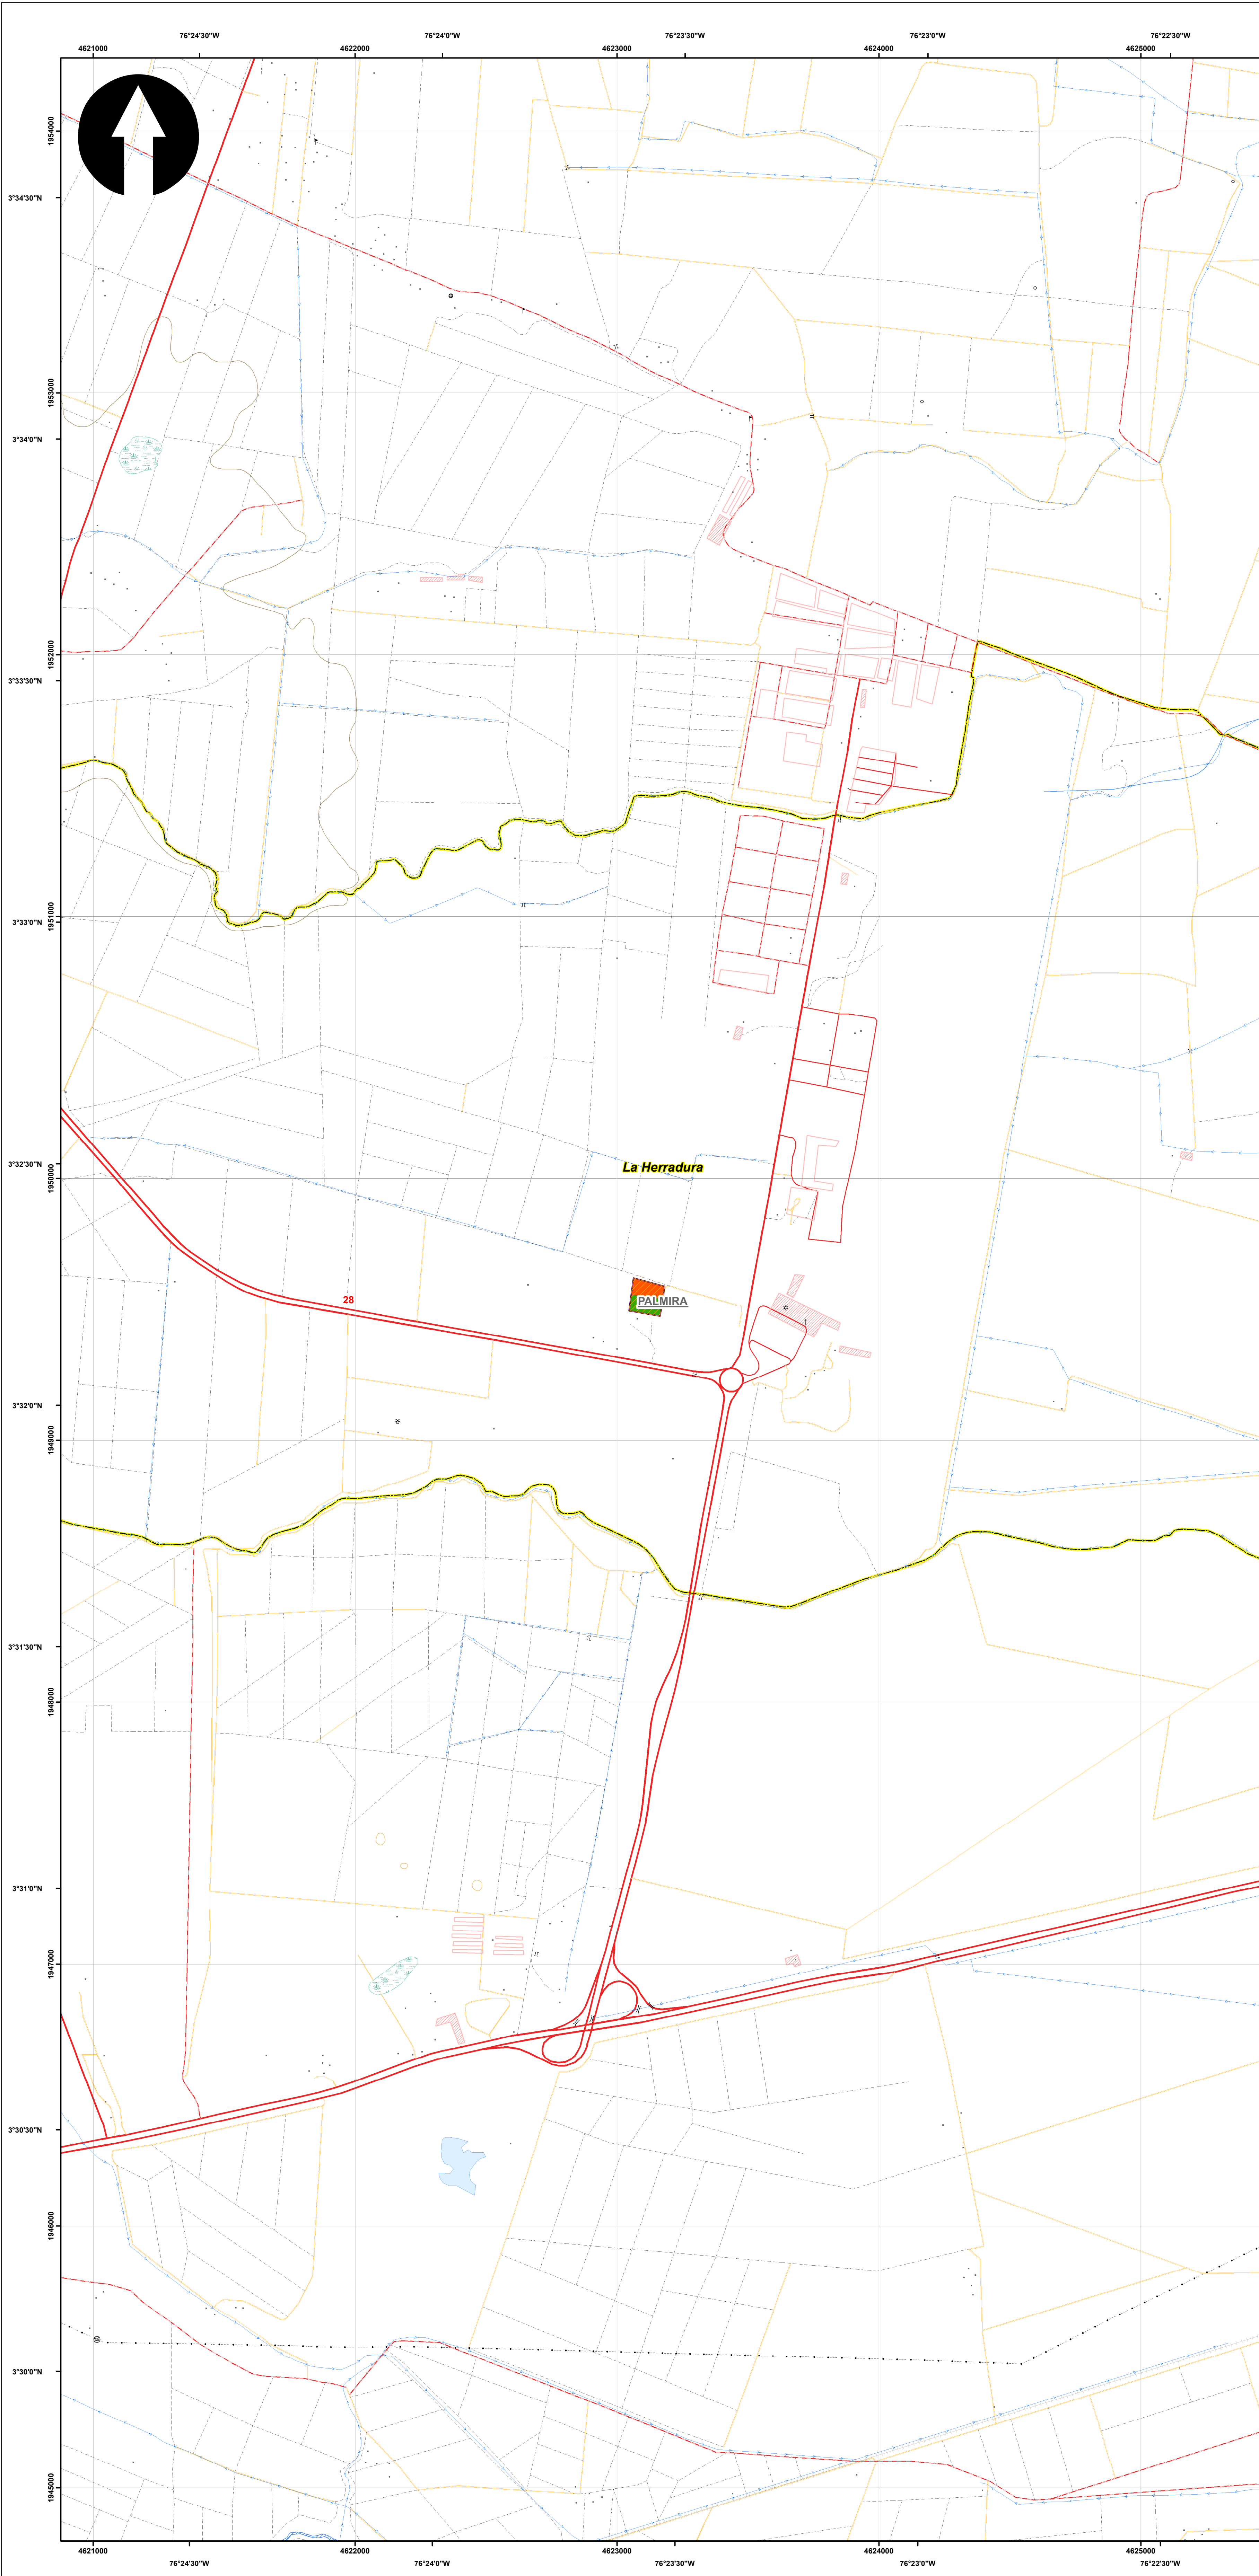 76°24'30"W 76°24'0"W 76°23'30"W 76°23'0"W 76°22'30"W
4621000 4622000 4623000 4624000 4625000
1954000
3°34'30"N
1953000
3°34'0"N
1952000
3°33'30"N
1951000
3°33'0"N
3°32'30"N
La Herradura
1950000
28
PALMIRA
3°32'0"N
1949000
3°31'30"N
1948000
3°31'0"N
1947000
3°30'30"N
1946000
3°30'0"N
1945000
4621000 4622000 4623000 4624000 4625000
76°24'30"W 76°24'0"W 76°23'30"W 76°23'0"W 76°22'30"W